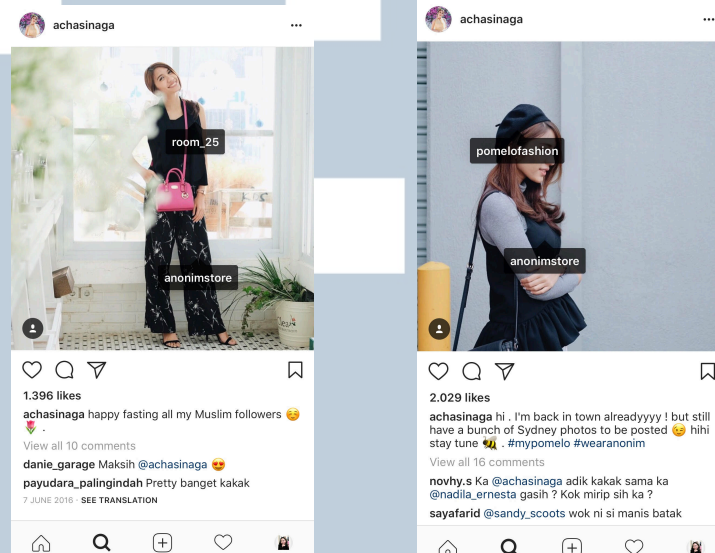 achasinaga
room_25
anonimstore
1.396 likes
achasinaga happy fasting all my Muslim followers ☺️
🌷 .
View all 10 comments
danie_garage Maksih @achasinaga 😍
payudara_palingindah Pretty banget kakak
7 JUNE 2016 · SEE TRANSLATION
achasinaga
pomelofashion
anonimstore
2.029 likes
achasinaga hi . I'm back in town alreadyyyy ! but still
have a bunch of Sydney photos to be posted 😉 hihi
stay tune 🐝 . #mypomelo #wearanonim
View all 16 comments
novhy.s Ka @achasinaga adik kakak sama ka
@nadila_ernesta gasih ? Kok mirip sih ka ?
sayafarid @sandy_scoots wok ni si manis batak